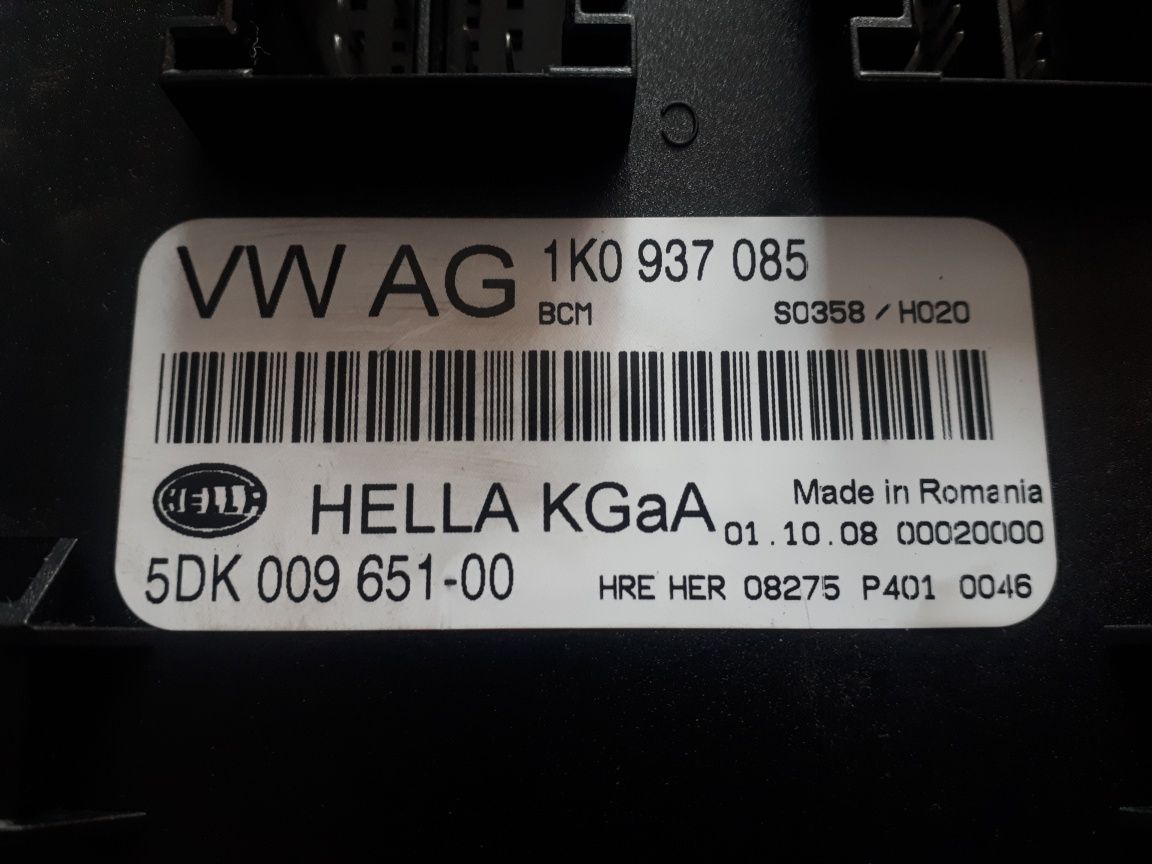 C
VW AG 1K0 937 085
BCM S0358 / H020
HELLA
HELLA KGaA Made in Romania
01.10.08 00020000
5DK 009 651-00 HRE HER 08275 P401 0046